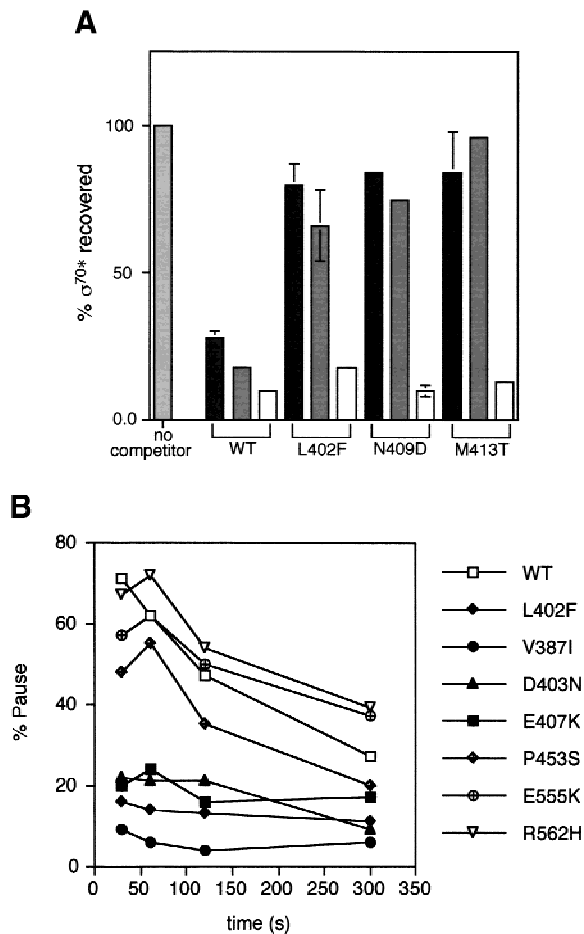 A
% σ70* recovered
100
50
0.0
no
competitor
WT
L402F
N409D
M413T
B
% Pause
80
60
40
20
0
0
50
100
150
200
250
300
350
time (s)
WT
L402F
V387I
D403N
E407K
P453S
E555K
R562H